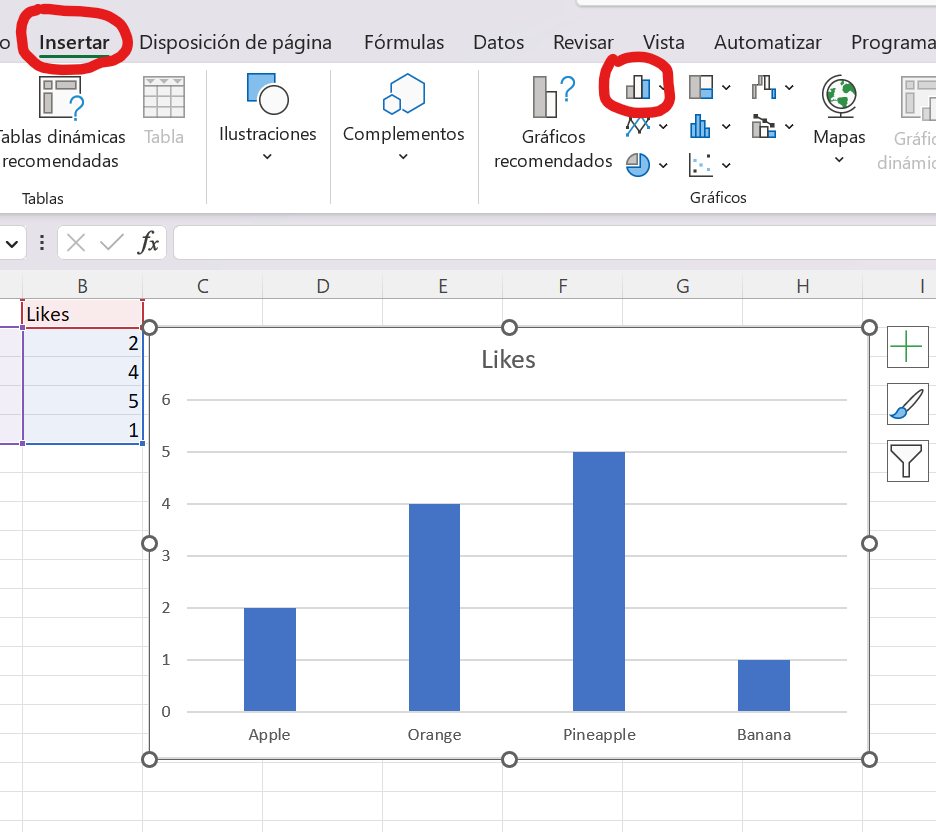 o Insertar Disposición de página Fórmulas Datos Revisar Vista Automatizar Programa
Tablas dinámicas
recomendadas
Tabla
Ilustraciones
Complementos
Gráficos
recomendados
Mapas
Gráfic
dinámic
Tablas
Gráficos
fx
B C D E F G H I
Likes
2
4
5
1
Likes
6
5
4
3
2
1
0
Apple Orange Pineapple Banana